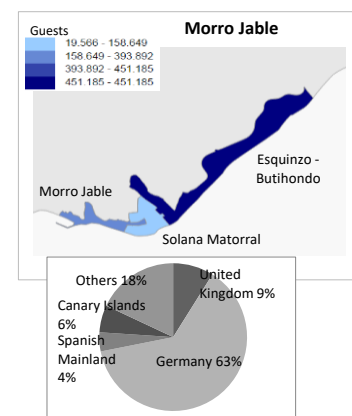 Morro Jable
Guests
19.566 - 158.649
158.649 - 393.892
393.892 - 451.185
451.185 - 451.185
Esquinzo -
Butihondo
Morro Jable
Solana Matorral
Others 18%
United
Kingdom 9%
Canary Islands
6%
Spanish
Mainland
4%
Germany 63%